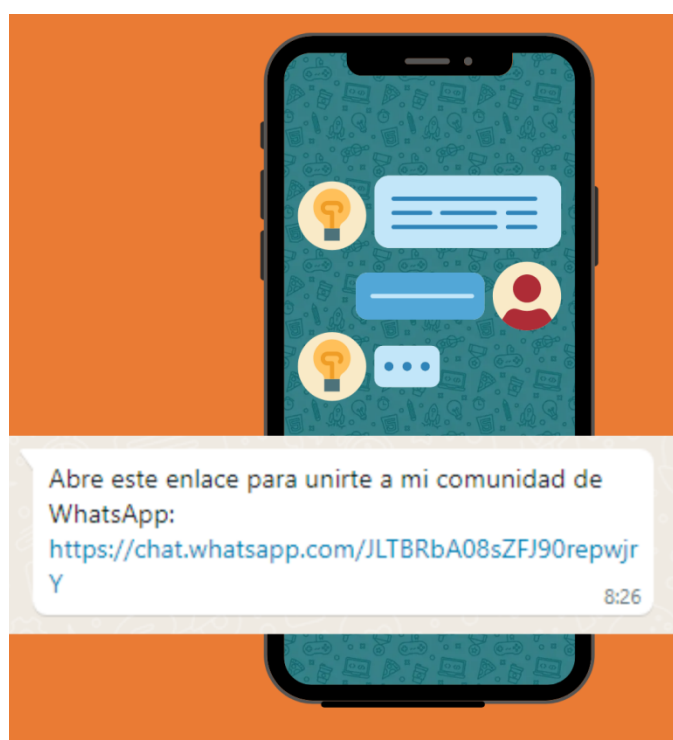 Abre este enlace para unirte a mi comunidad de
WhatsApp:
https://chat.whatsapp.com/JLTBRbA08sZFJ90repwjr
Y
8:26